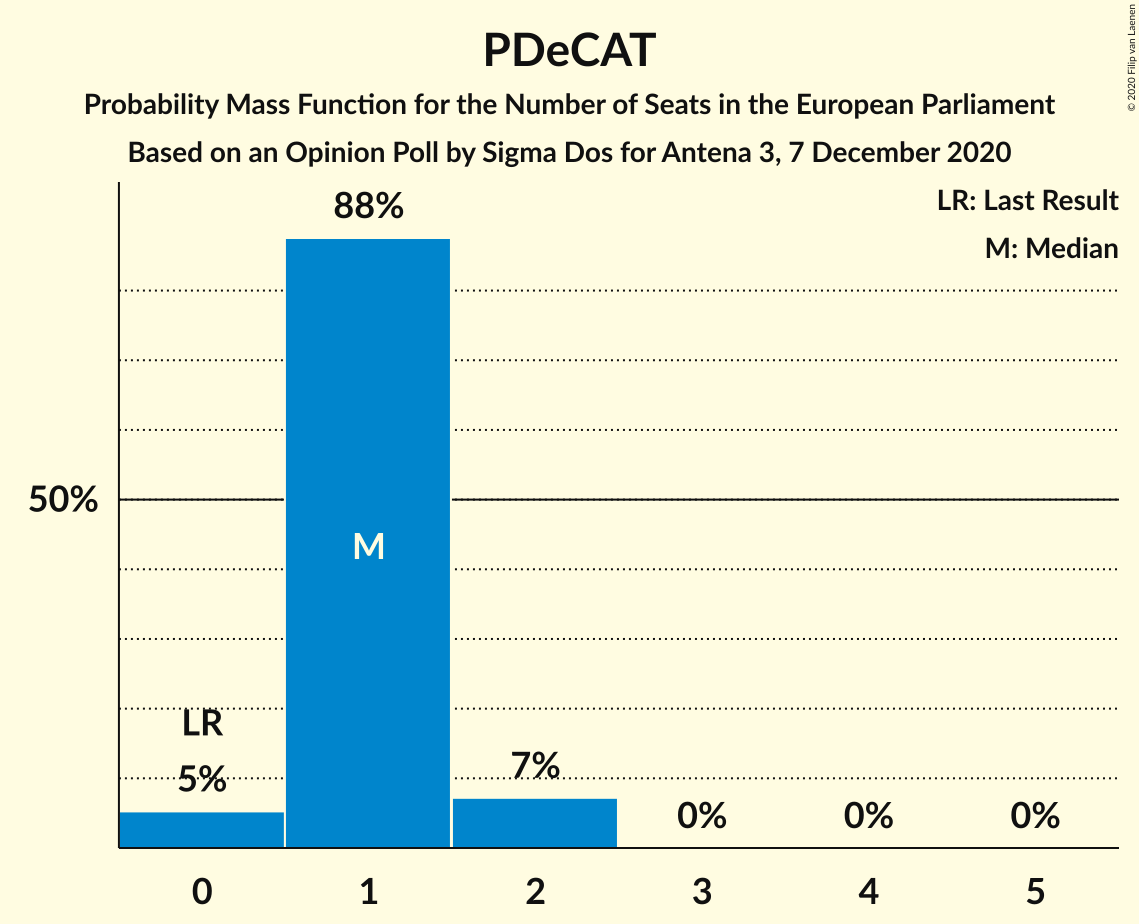 PDeCAT
Probability Mass Function for the Number of Seats in the European Parliament
Based on an Opinion Poll by Sigma Dos for Antena 3, 7 December 2020
© 2020 Filip van Laenen
LR: Last Result
M: Median
88%
50%
M
LR
5%
7%
0%
0%
0%
0
1
2
3
4
5